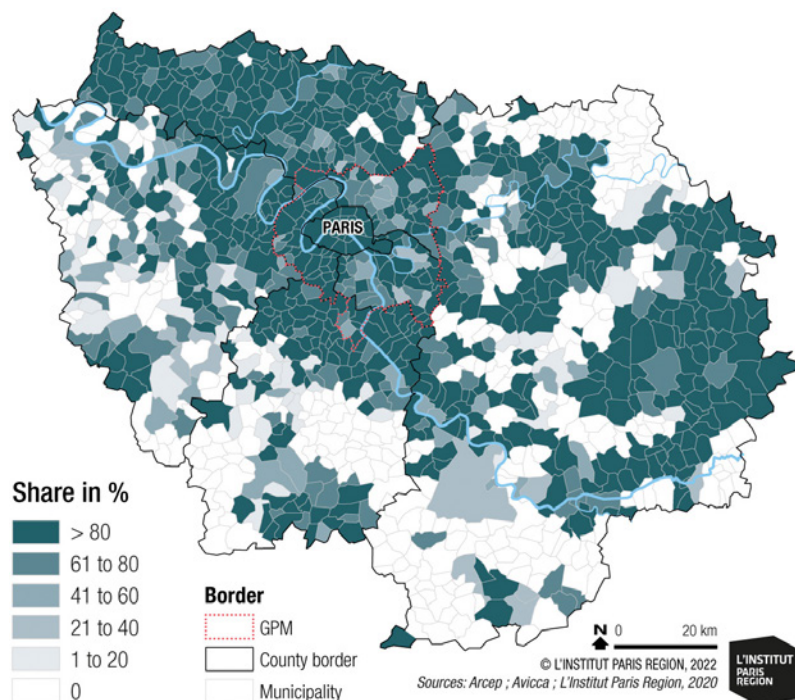 PARIS
Share in %
> 80
61 to 80
41 to 60
21 to 40
1 to 20
0
Border
GPM
County border
Municipality
N 0 20 km
© L'INSTITUT PARIS REGION, 2022
Sources: Arcep ; Avicca ; L'Institut Paris Region, 2020
L'INSTITUT
PARIS
REGION